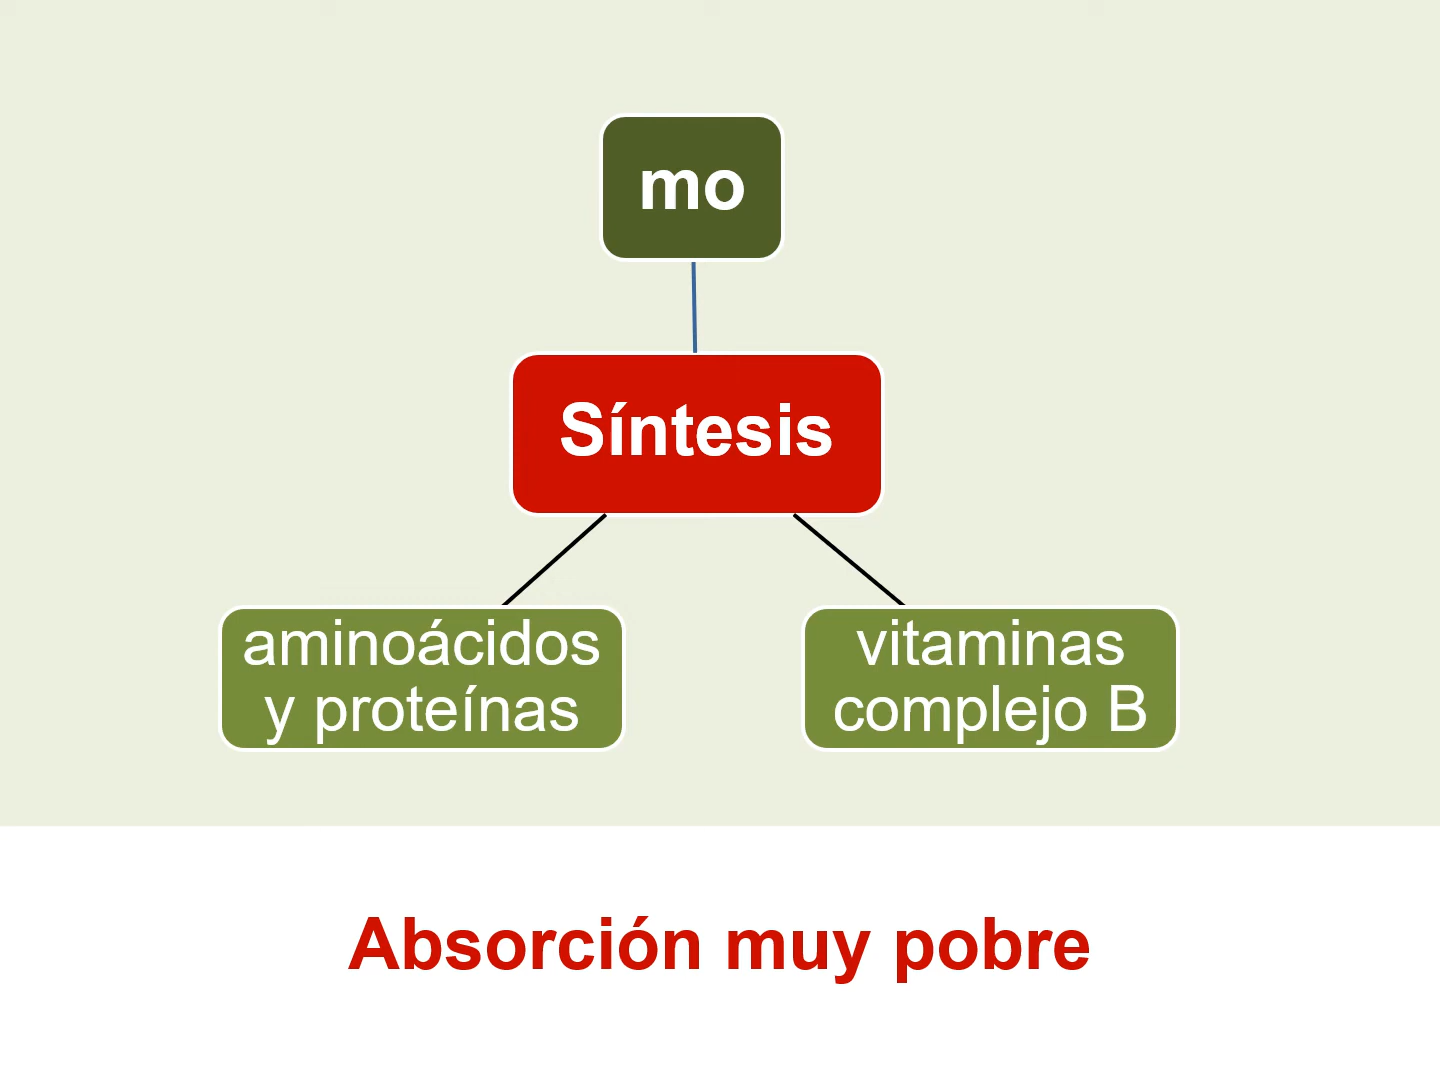 mo
Síntesis
aminoácidos
y proteínas
vitaminas
complejo B
Absorción muy pobre